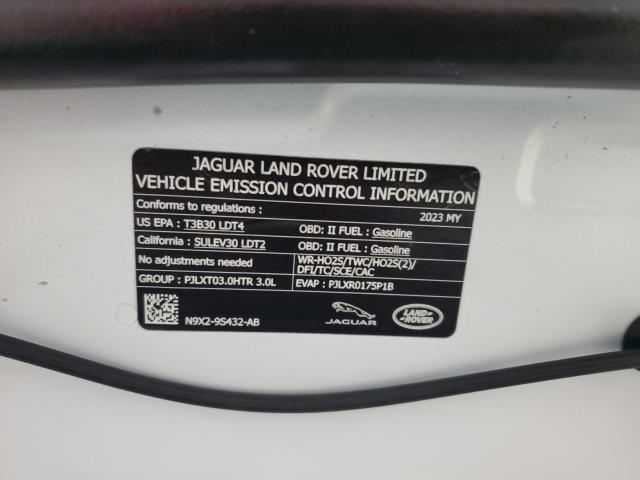 JAGUAR LAND ROVER LIMITED
VEHICLE EMISSION CONTROL INFORMATION
Conforms to regulations : 2023 MY
US EPA : T3B30 LDT4 OBD: II FUEL : Gasoline
California : SULEV30 LDT2 OBD: II FUEL : Gasoline
No adjustments needed WR-HO2S/TWC/HO2S(2)/
DFI/TC/SCE/CAC
GROUP : PJLXT03.0HTR 3.0L EVAP : PJLXR0175P1B
N9X2-9S432-AB
JAGUAR
LAND
ROVER